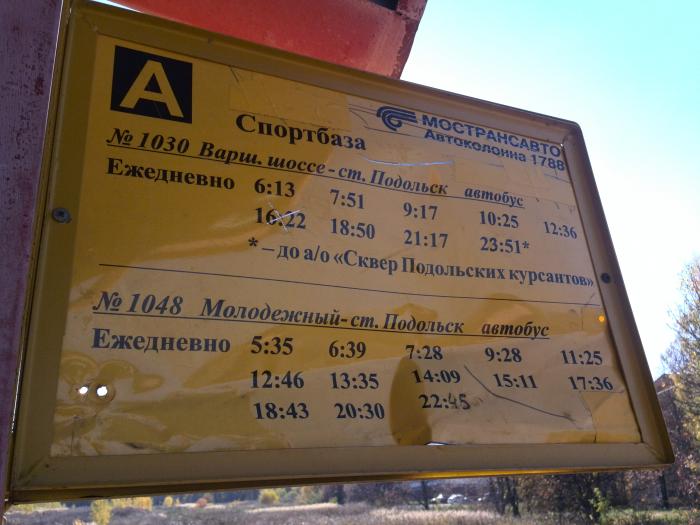 А
Спортбаза
МОСТРАНСАВТО
Автоколонна 1788
№ 1030 Варш. шоссе - ст. Подольск автобус
Ежедневно 6:13 7:51 9:17 10:25 12:36
16:22 18:50 21:17 23:51*
* – до а/о «Сквер Подольских курсантов»
№ 1048 Молодежный- ст. Подольск автобус
Ежедневно 5:35 6:39 7:28 9:28 11:25
12:46 13:35 14:09 15:11 17:36
18:43 20:30 22:45